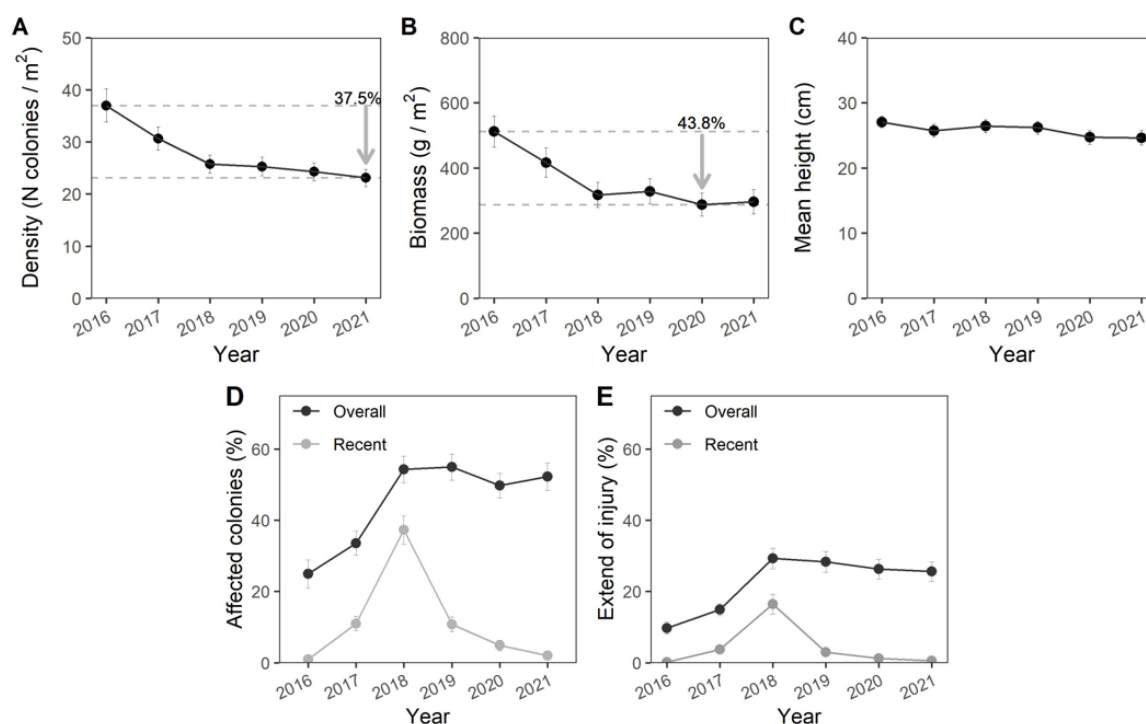 A
Density (N colonies / m²)
50
40
30
20
10
0
37.5%
2016 2017 2018 2019 2020 2021
Year
B
Biomass (g / m²)
800
600
400
200
0
43.8%
2016 2017 2018 2019 2020 2021
Year
C
Mean height (cm)
40
30
20
10
0
2016 2017 2018 2019 2020 2021
Year
D
Affected colonies (%)
Overall
Recent
60
40
20
0
2016 2017 2018 2019 2020 2021
Year
E
Extend of injury (%)
Overall
Recent
60
40
20
0
2016 2017 2018 2019 2020 2021
Year